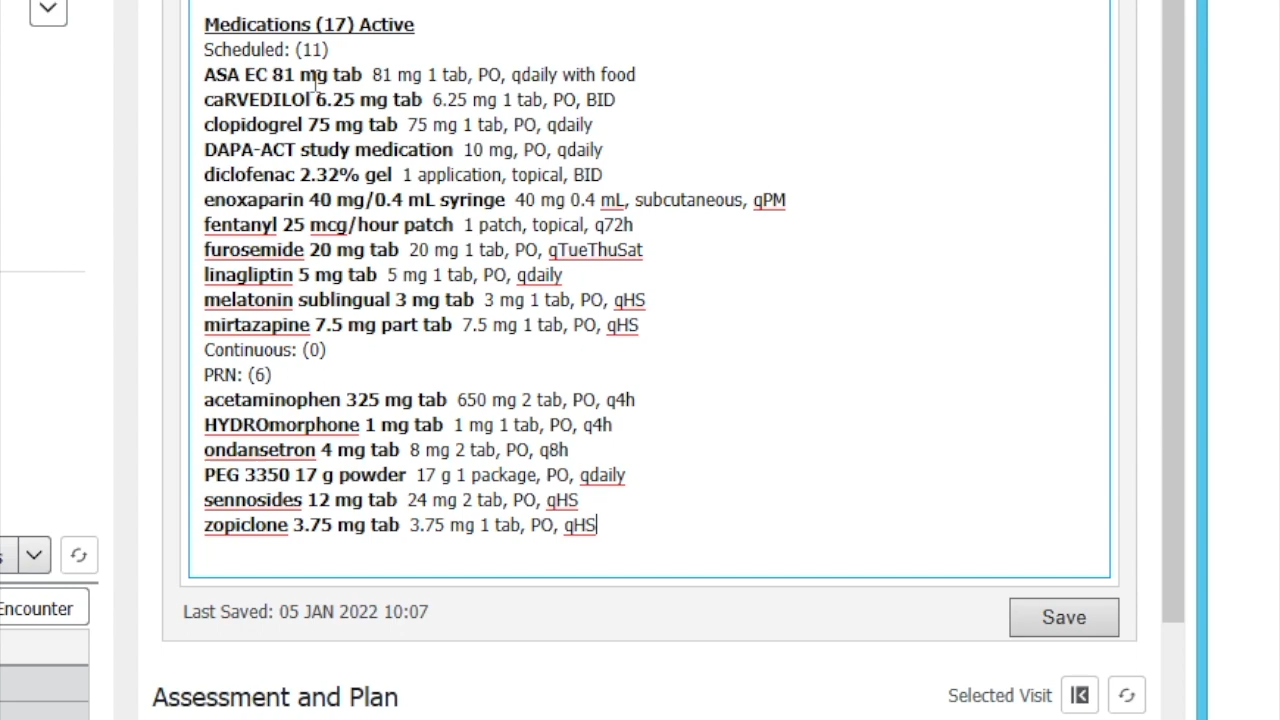 Medications (17) Active
Scheduled: (11)
ASA EC 81 mg tab 81 mg 1 tab, PO, qdaily with food
caRVEDILOl 6.25 mg tab 6.25 mg 1 tab, PO, BID
clopidogrel 75 mg tab 75 mg 1 tab, PO, qdaily
DAPA-ACT study medication 10 mg, PO, qdaily
diclofenac 2.32% gel 1 application, topical, BID
enoxaparin 40 mg/0.4 mL syringe 40 mg 0.4 mL, subcutaneous, qPM
fentanyl 25 mcg/hour patch 1 patch, topical, q72h
furosemide 20 mg tab 20 mg 1 tab, PO, qTueThuSat
linagliptin 5 mg tab 5 mg 1 tab, PO, qdaily
melatonin sublingual 3 mg tab 3 mg 1 tab, PO, qHS
mirtazapine 7.5 mg part tab 7.5 mg 1 tab, PO, qHS
Continuous: (0)
PRN: (6)
acetaminophen 325 mg tab 650 mg 2 tab, PO, q4h
HYDROmorphone 1 mg tab 1 mg 1 tab, PO, q4h
ondansetron 4 mg tab 8 mg 2 tab, PO, q8h
PEG 3350 17 g powder 17 g 1 package, PO, qdaily
sennosides 12 mg tab 24 mg 2 tab, PO, qHS
zopiclone 3.75 mg tab 3.75 mg 1 tab, PO, qHS
s
Encounter
Last Saved: 05 JAN 2022 10:07
Save
Assessment and Plan
Selected Visit